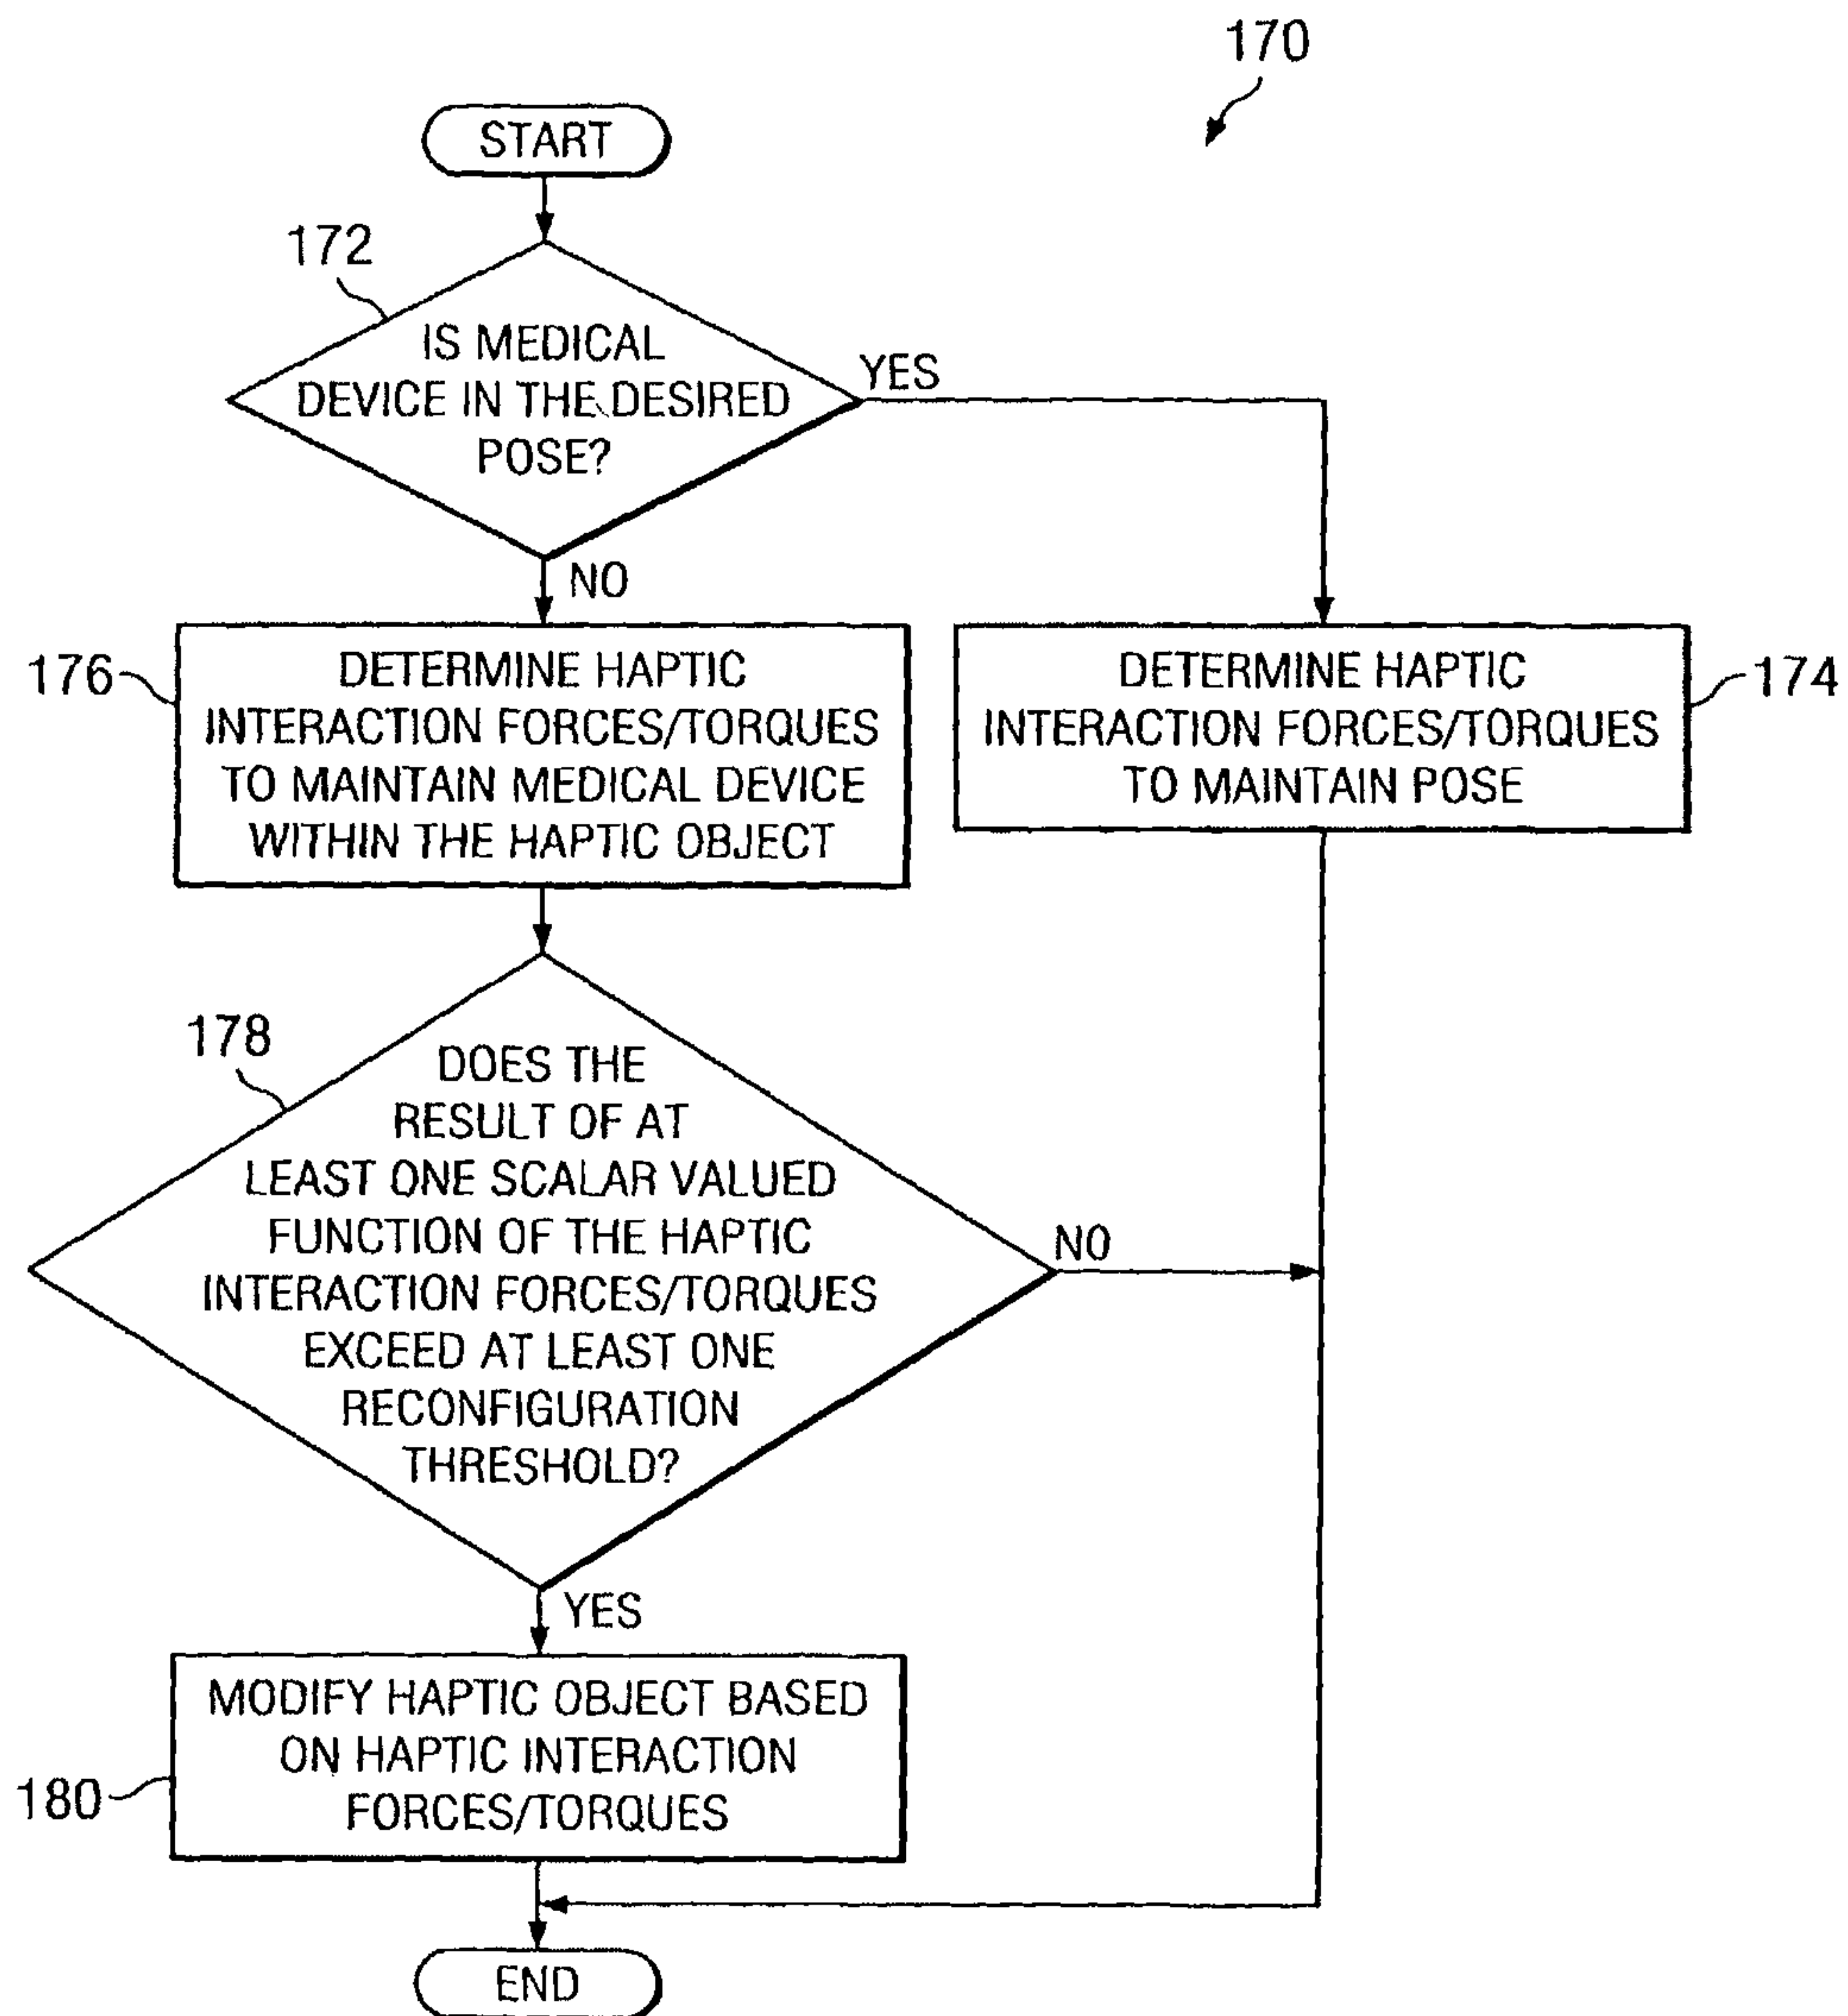 170
START
172
IS MEDICAL
DEVICE IN THE DESIRED
POSE?
YES
NO
176
DETERMINE HAPTIC
INTERACTION FORCES/TORQUES
TO MAINTAIN MEDICAL DEVICE
WITHIN THE HAPTIC OBJECT
DETERMINE HAPTIC
INTERACTION FORCES/TORQUES
TO MAINTAIN POSE
174
178
DOES THE
RESULT OF AT
LEAST ONE SCALAR VALUED
FUNCTION OF THE HAPTIC
INTERACTION FORCES/TORQUES
EXCEED AT LEAST ONE
RECONFIGURATION
THRESHOLD?
NO
YES
MODIFY HAPTIC OBJECT BASED
ON HAPTIC INTERACTION
FORCES/TORQUES
180
END